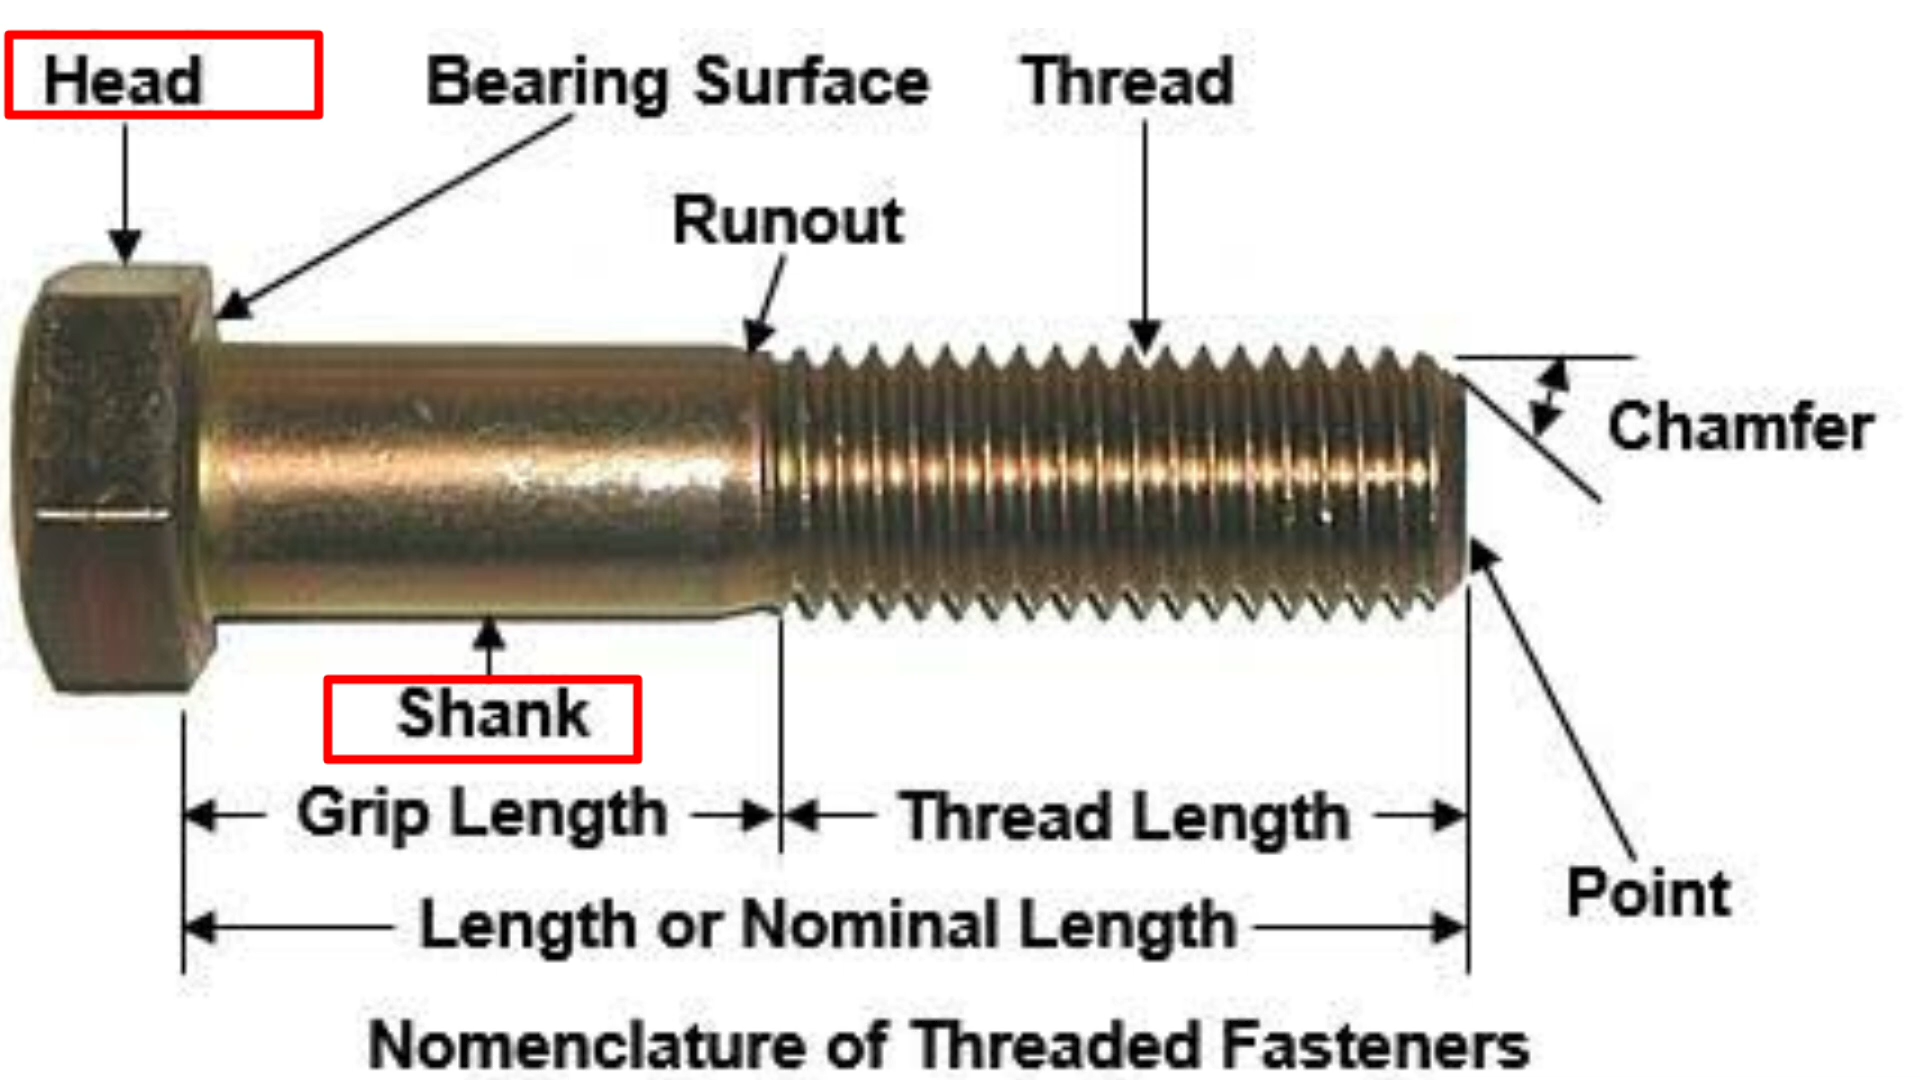 Head
Bearing Surface
Thread
Runout
Chamfer
Shank
Grip Length
Thread Length
Point
Length or Nominal Length
Nomenclature of Threaded Fasteners